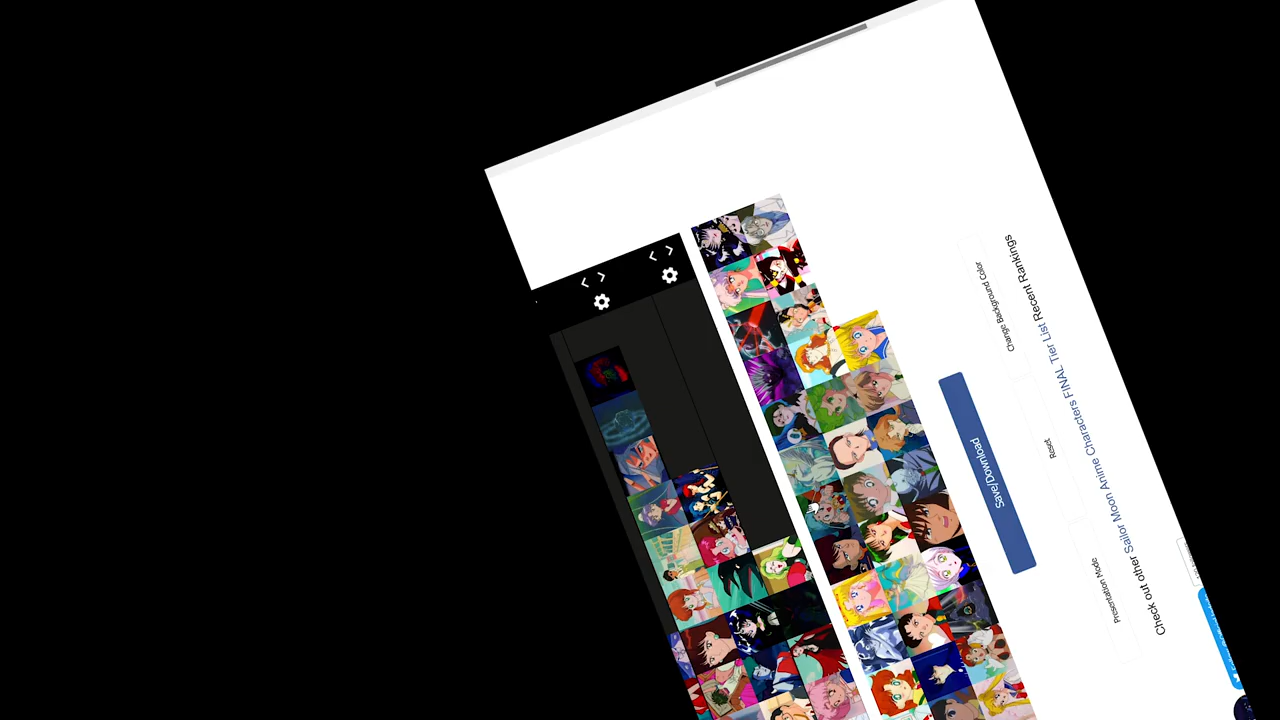 Save/Download
Change Background Color
Reset
Presentation Mode
Check out other Sailor Moon Anime Characters FINAL Tier List Recent Rankings